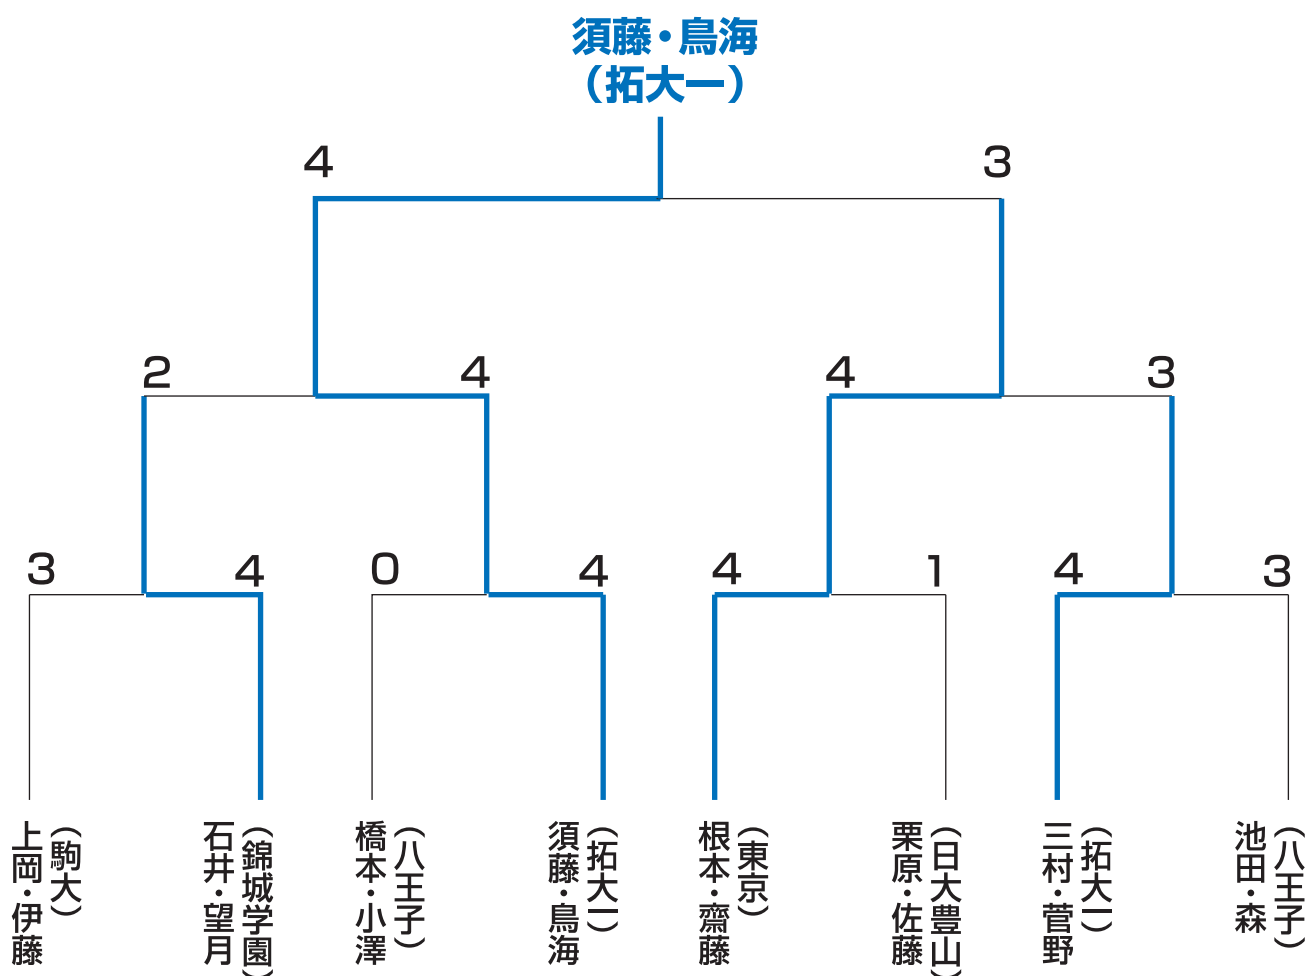 須藤・鳥海
（拓大一）
4
3
2
4
4
3
3
4
0
4
4
1
4
3
上岡・伊藤
（駒大）
石井・望月
（錦城学園）
橋本・小澤
（八王子）
須藤・鳥海
（拓大一）
根本・齋藤
（東京）
栗原・佐藤
（日大豊山）
三村・菅野
（拓大一）
池田・森
（八王子）